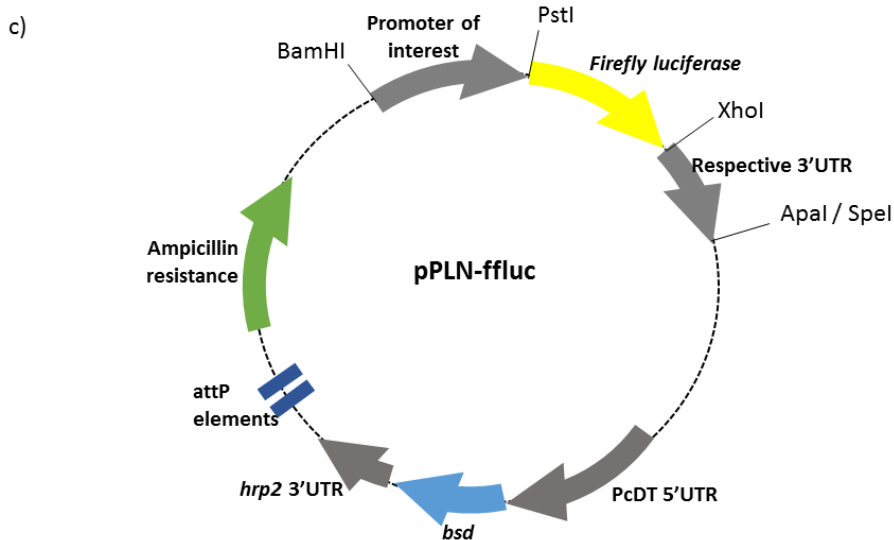 c)
Promoter of
interest
PstI
BamHI
Firefly luciferase
XhoI
Respective 3'UTR
ApaI / SpeI
Ampicillin
resistance
pPLN-ffluc
attP
elements
hrp2 3'UTR
bsd
PcDT 5'UTR